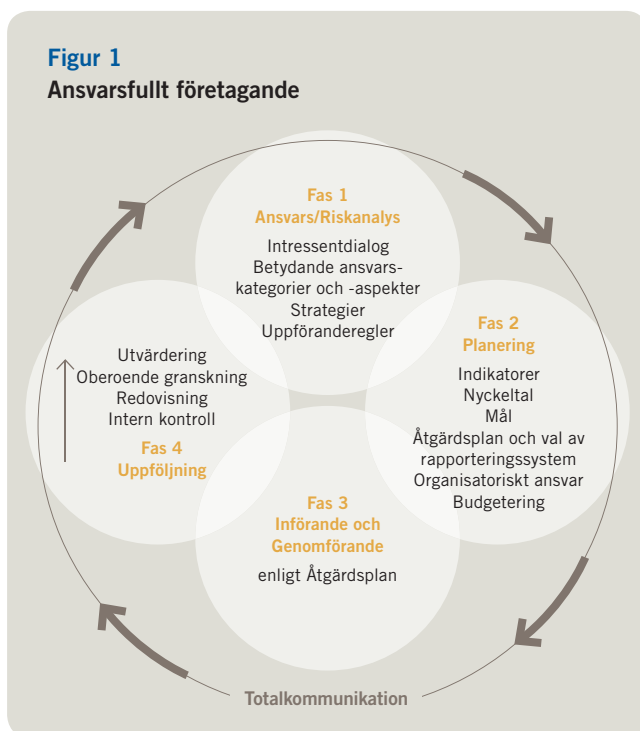 Figur 1
Ansvarsfullt företagande
Fas 1
Ansvars/Riskanalys
Intressentdialog
Betydande ansvars-
kategorier och -aspekter
Strategier
Uppföranderegler
Fas 2
Planering
Indikatorer
Nyckeltal
Mål
Åtgärdsplan och val av
rapporteringssystem
Organisatoriskt ansvar
Budgetering
Fas 3
Införande och
Genomförande
enligt Åtgärdsplan
Utvärdering
Oberoende granskning
Redovisning
Intern kontroll
Fas 4
Uppföljning
Totalkommunikation